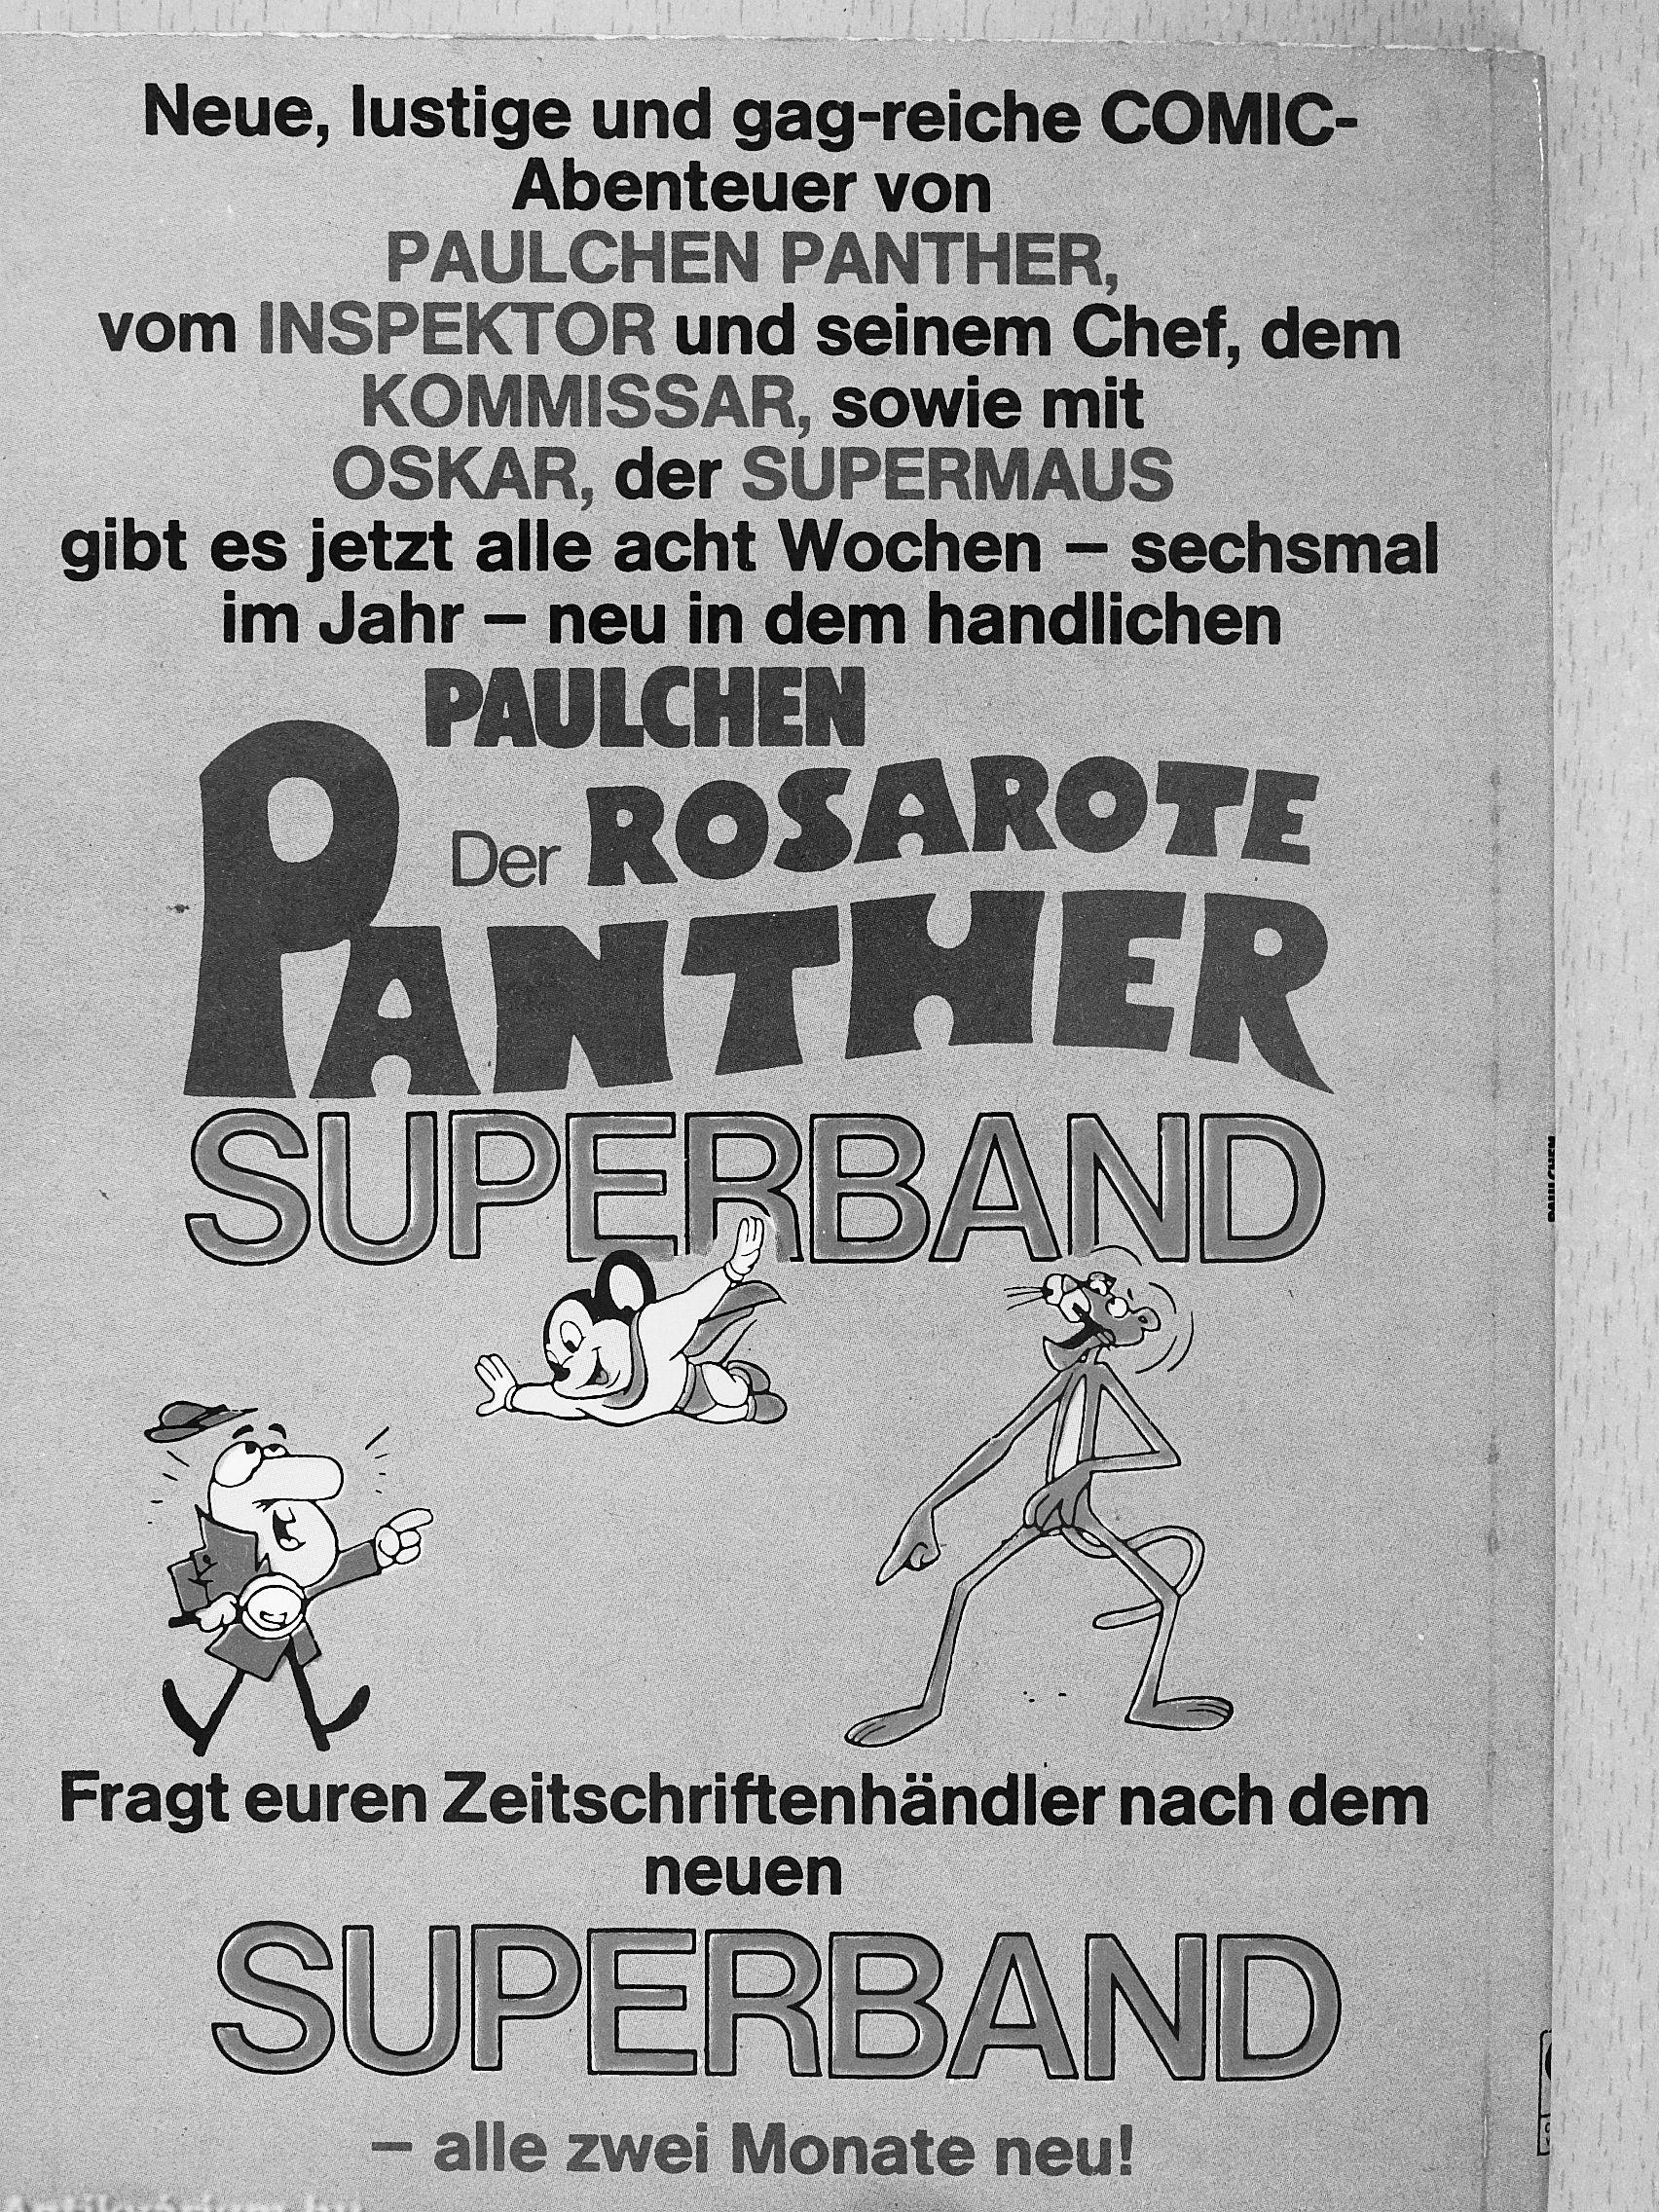 Neue, lustige und gag-reiche COMIC-
Abenteuer von
PAULCHEN PANTHER,
vom INSPEKTOR und seinem Chef, dem
KOMMISSAR, sowie mit
OSKAR, der SUPERMAUS
gibt es jetzt alle acht Wochen – sechsmal
im Jahr – neu in dem handlichen
PAULCHEN
Der ROSAROTE
PANTHER
SUPERBAND
PAULCHEN
Fragt euren Zeitschriftenhändler nach dem
neuen
SUPERBAND
– alle zwei Monate neu!